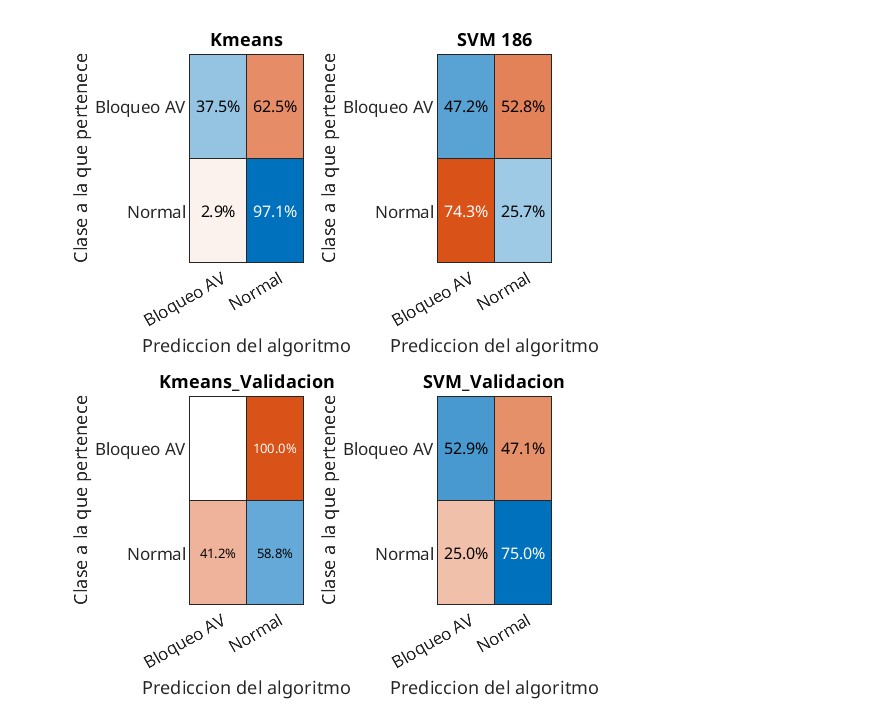 Kmeans
Clase a la que pertenece
Bloqueo AV
37.5%
62.5%
Normal
2.9%
97.1%
Bloqueo AV
Normal
Prediccion del algoritmo
SVM 186
Clase a la que pertenece
Bloqueo AV
47.2%
52.8%
Normal
74.3%
25.7%
Bloqueo AV
Normal
Prediccion del algoritmo
Kmeans_Validacion
Clase a la que pertenece
Bloqueo AV
100.0%
Normal
41.2%
58.8%
Bloqueo AV
Normal
Prediccion del algoritmo
SVM_Validacion
Clase a la que pertenece
Bloqueo AV
52.9%
47.1%
Normal
25.0%
75.0%
Bloqueo AV
Normal
Prediccion del algoritmo